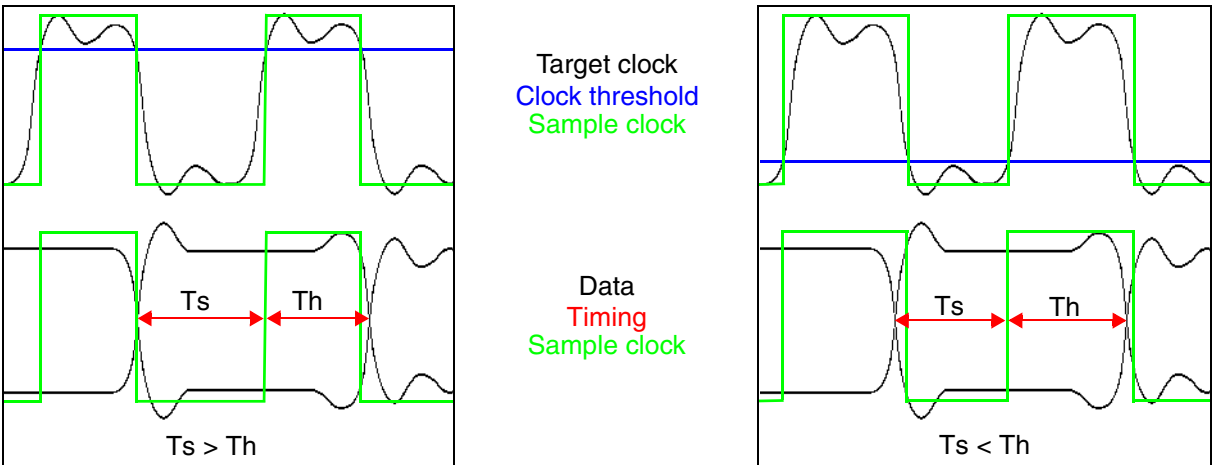 Target clock
Clock threshold
Sample clock
Ts
Th
Ts > Th
Data
Timing
Sample clock
Ts
Th
Ts < Th